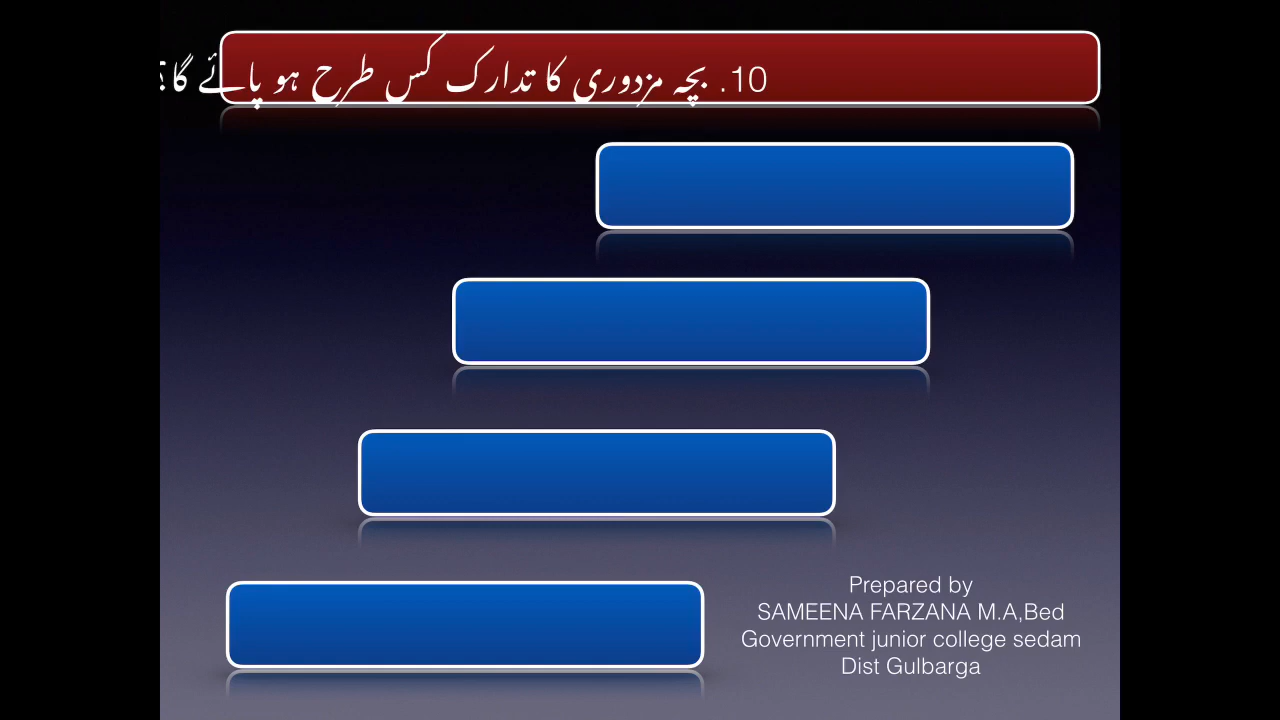 10. بچہ مزدوری کا تدارک کس طرح ہو پائے گا؟
Prepared by
SAMEENA FARZANA M.A,Bed
Government junior college sedam
Dist Gulbarga